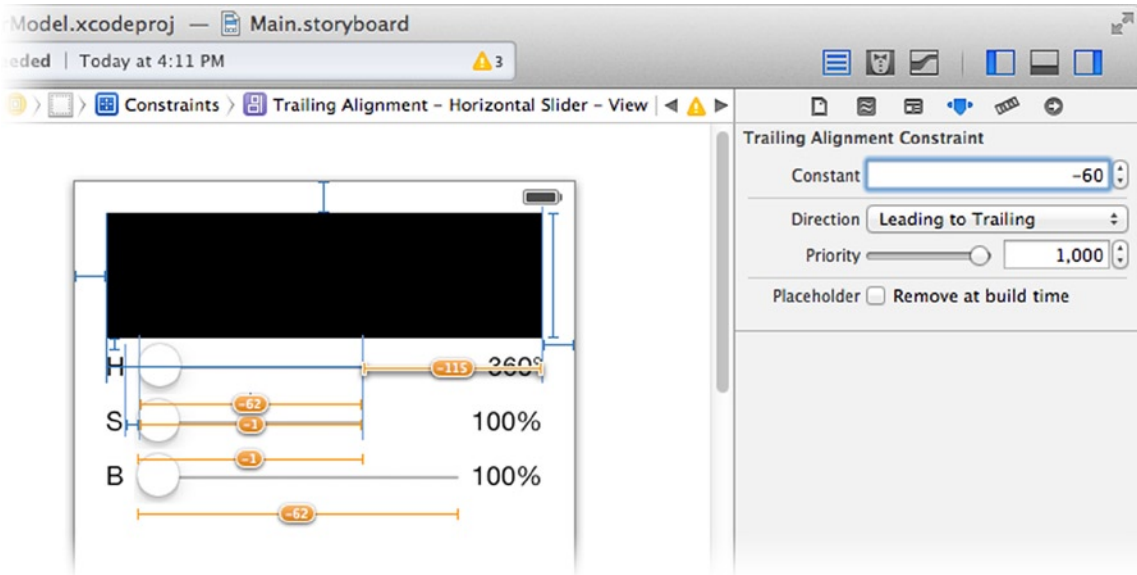 Model.xcodeproj — Main.storyboard
Today at 4:11 PM 3
Constraints Trailing Alignment – Horizontal Slider – View
Trailing Alignment Constraint
Constant -60
Direction Leading to Trailing
Priority 1,000
Placeholder Remove at build time
H -115 360°
-62
S -1 100%
-1
B 100%
-62